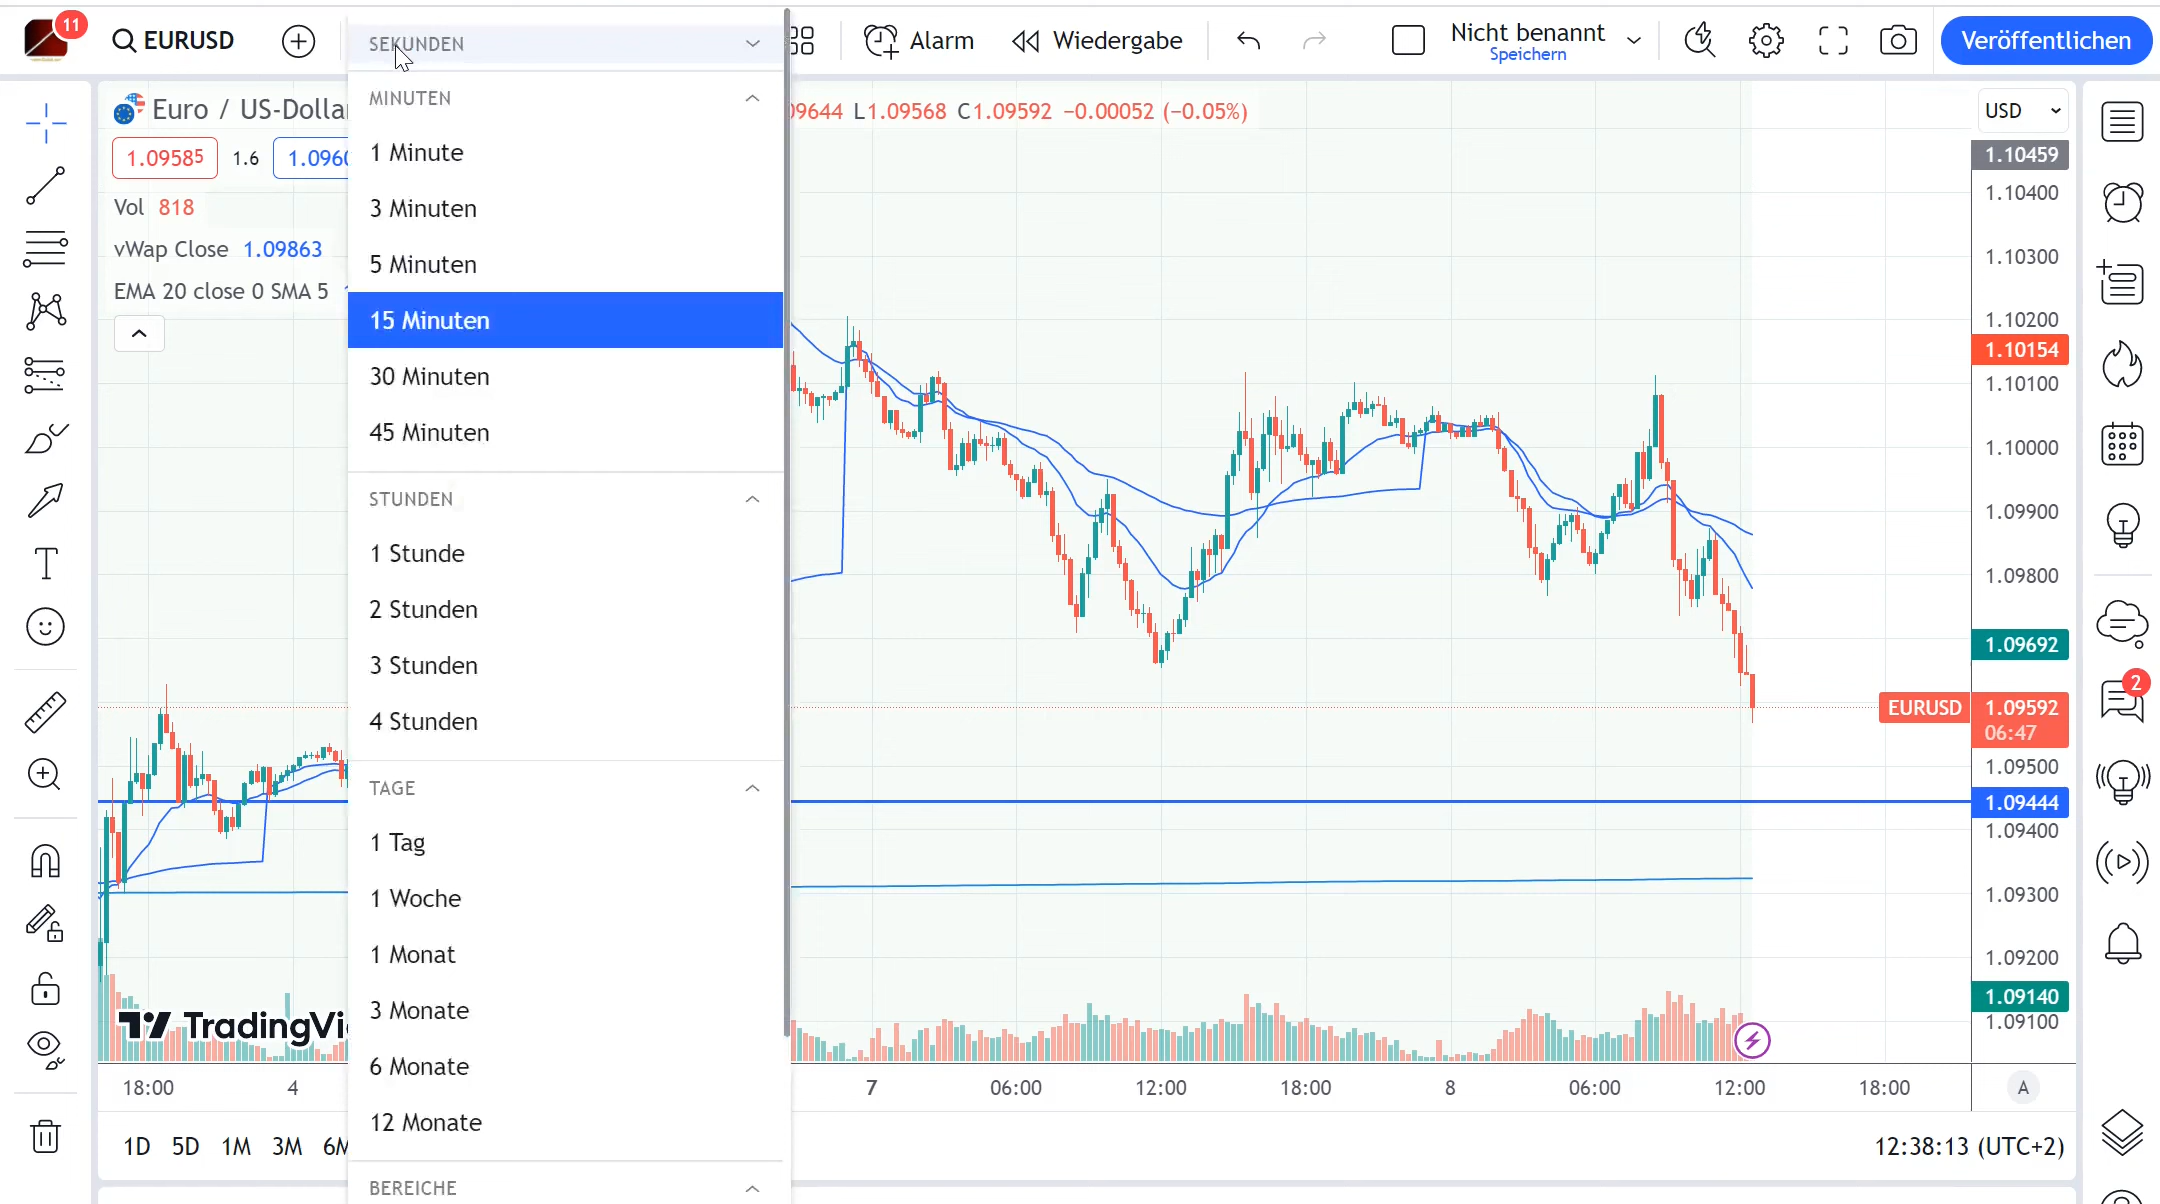 11
EURUSD
Alarm
Wiedergabe
Nicht benannt
Speichern
Veröffentlichen
SEKUNDEN
MINUTEN
1 Minute
3 Minuten
5 Minuten
15 Minuten
30 Minuten
45 Minuten
STUNDEN
1 Stunde
2 Stunden
3 Stunden
4 Stunden
TAGE
1 Tag
1 Woche
1 Monat
3 Monate
6 Monate
12 Monate
BEREICHE
Euro / US-Dollar
9644 L1.09568 C1.09592 −0.00052 (−0.05%)
1.09585 1.6 1.0960
Vol 818
vWap Close 1.09863
EMA 20 close 0 SMA 5
USD
1.10459
1.10400
1.10300
1.10200
1.10154
1.10100
1.10000
1.09900
1.09800
1.09692
EURUSD 1.09592
06:47
1.09500
1.09444
1.09400
1.09300
1.09200
1.09140
1.09100
2
TradingVi
18:00 4 7 06:00 12:00 18:00 8 06:00 12:00 18:00 A
1D 5D 1M 3M 6M
12:38:13 (UTC+2)